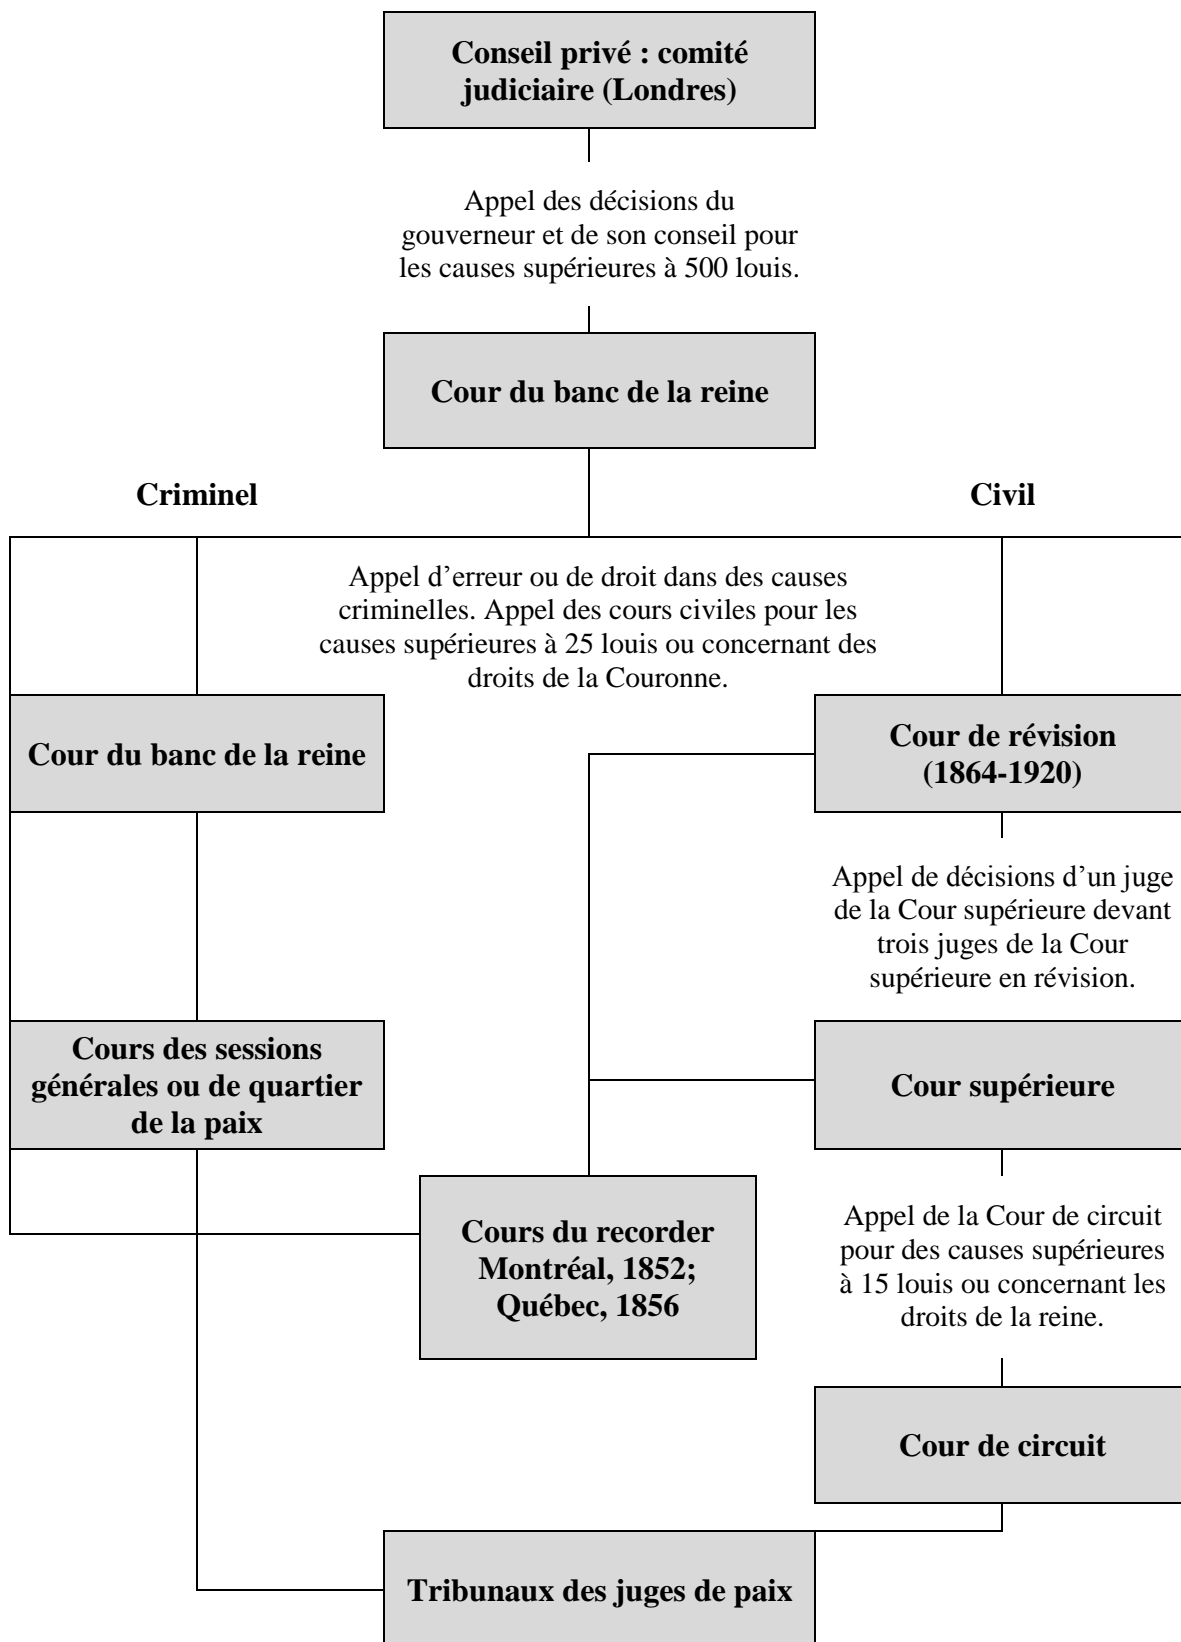 Conseil privé : comité
judiciaire (Londres)
Appel des décisions du
gouverneur et de son conseil pour
les causes supérieures à 500 louis.
Cour du banc de la reine
Criminel
Civil
Appel d’erreur ou de droit dans des causes
criminelles. Appel des cours civiles pour les
causes supérieures à 25 louis ou concernant des
droits de la Couronne.
Cour du banc de la reine
Cour de révision
(1864-1920)
Appel de décisions d’un juge
de la Cour supérieure devant
trois juges de la Cour
supérieure en révision.
Cours des sessions
générales ou de quartier
de la paix
Cour supérieure
Cours du recorder
Montréal, 1852;
Québec, 1856
Appel de la Cour de circuit
pour des causes supérieures
à 15 louis ou concernant les
droits de la reine.
Cour de circuit
Tribunaux des juges de paix